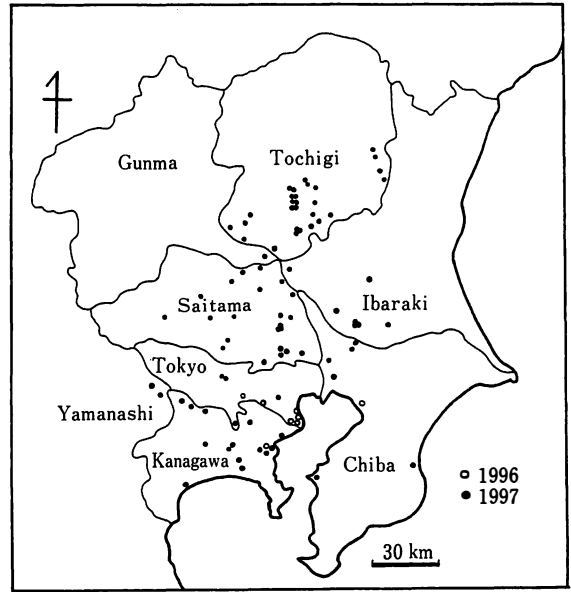 Gunma
Tochigi
Saitama
Ibaraki
Tokyo
Yamanashi
Kanagawa
Chiba
1996
1997
30 km